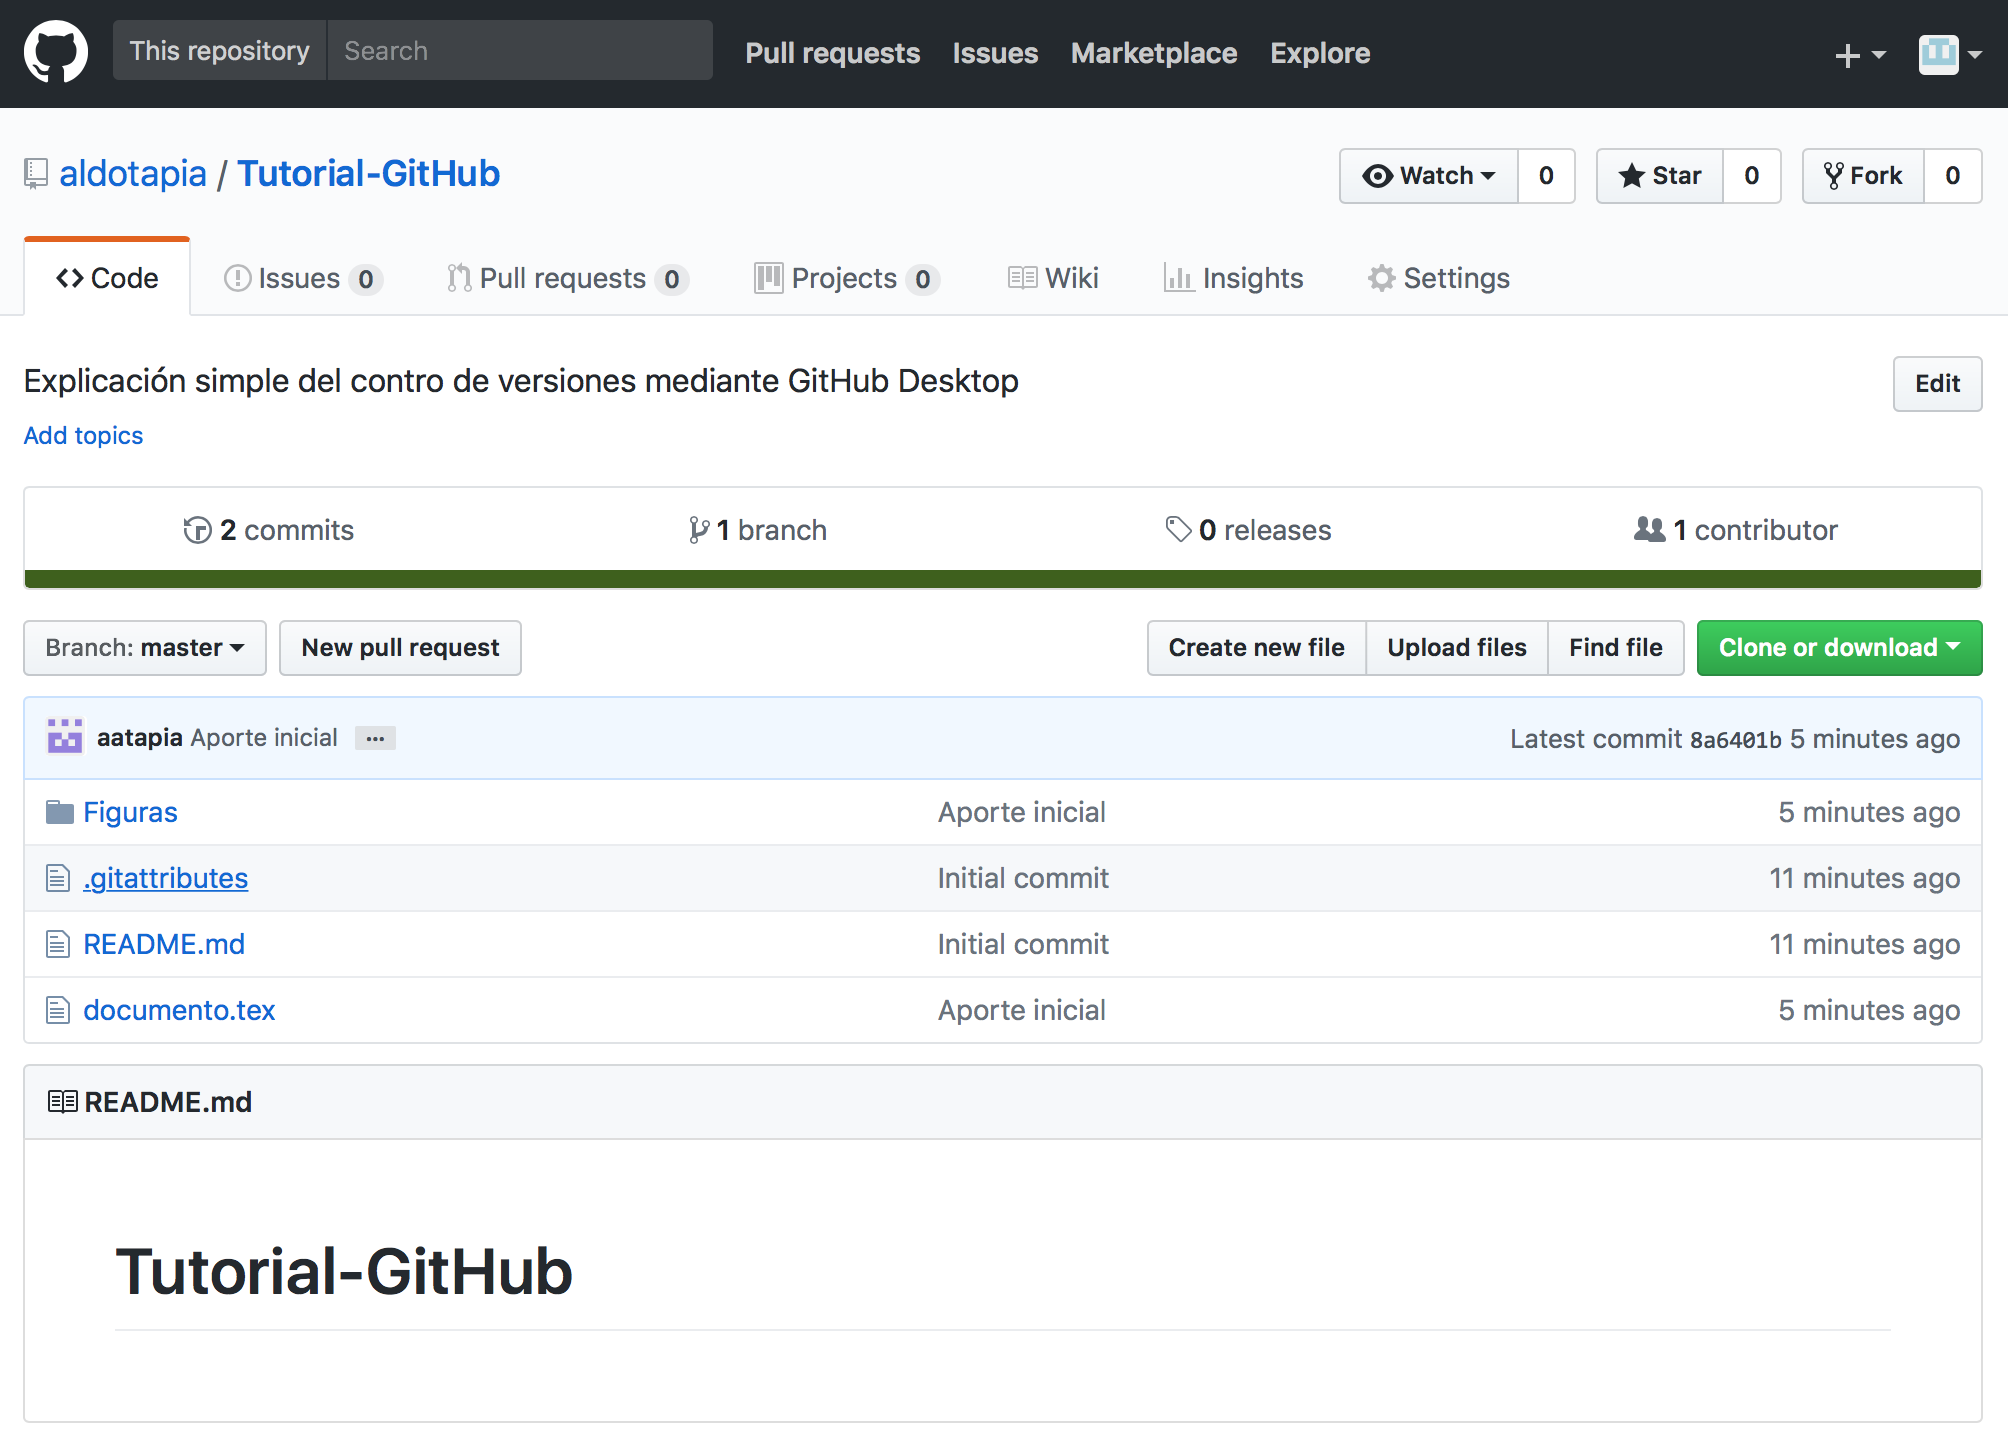 This repository Search Pull requests Issues Marketplace Explore
aldotapia / Tutorial-GitHub Watch 0 Star 0 Fork 0
Code Issues 0 Pull requests 0 Projects 0 Wiki Insights Settings
Explicación simple del contro de versiones mediante GitHub Desktop Edit
Add topics
2 commits 1 branch 0 releases 1 contributor
Branch: master New pull request Create new file Upload files Find file Clone or download
aatapia Aporte inicial ... Latest commit 8a6401b 5 minutes ago
Figuras Aporte inicial 5 minutes ago
.gitattributes Initial commit 11 minutes ago
README.md Initial commit 11 minutes ago
documento.tex Aporte inicial 5 minutes ago
README.md
Tutorial-GitHub